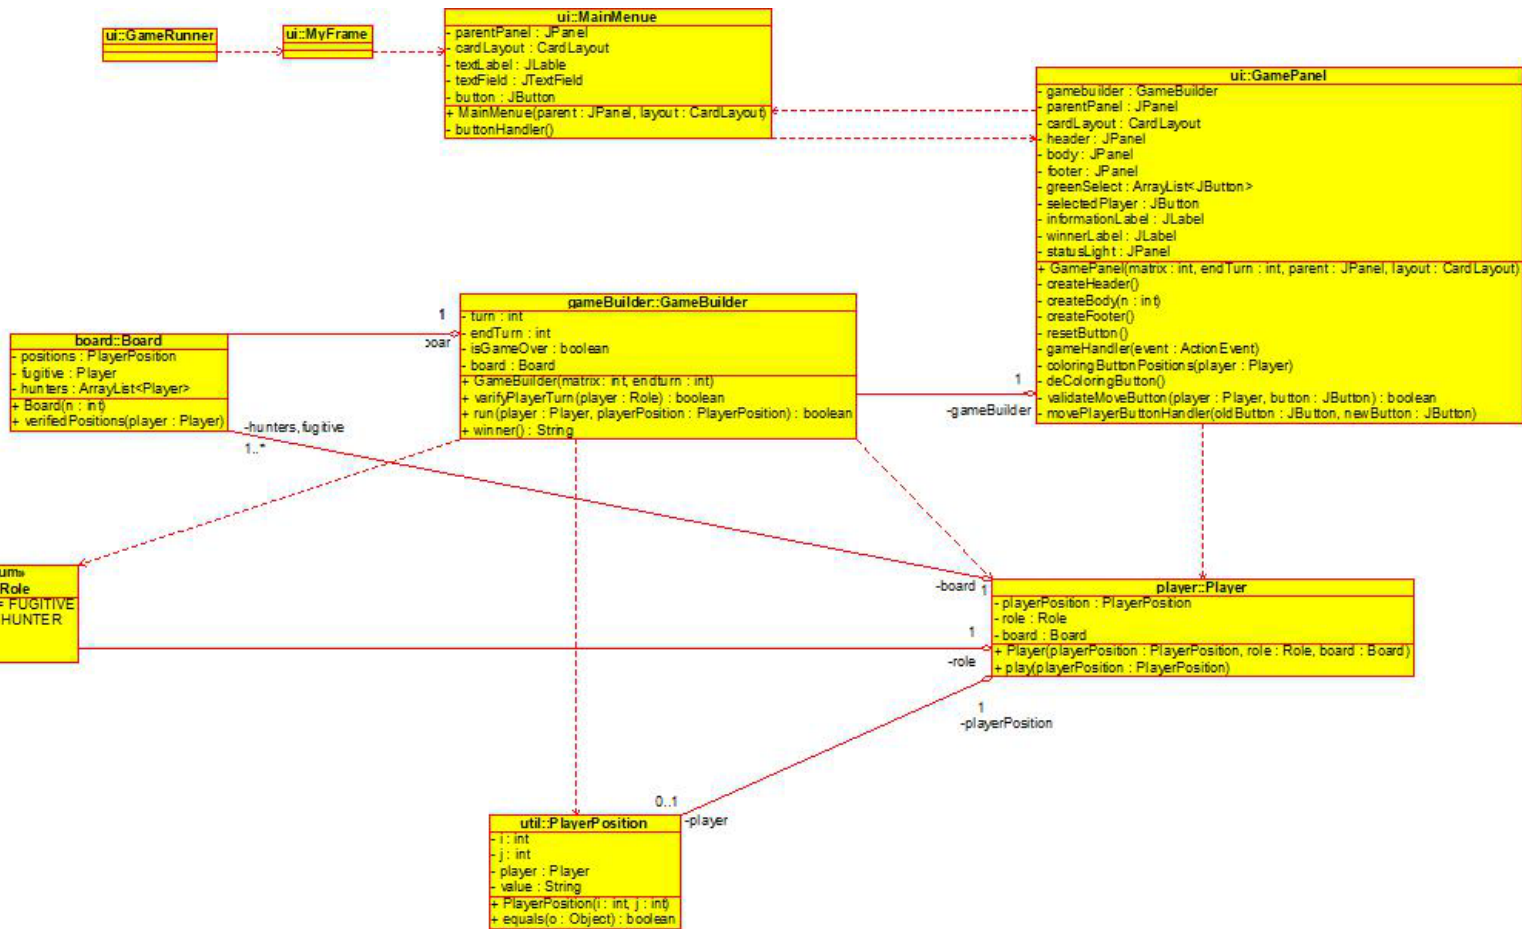 ui::GameRunner
ui::MyFrame
ui::MainMenue
- parentPanel : JPanel
- cardLayout : CardLayout
- textLabel : JLable
- textField : JTextField
- button : JButton
+ MainMenue(parent : JPanel, layout : CardLayout)
- buttonHandler()
ui::GamePanel
- gamebuilder : GameBuilder
- parentPanel : JPanel
- cardLayout : CardLayout
- header : JPanel
- body : JPanel
- footer : JPanel
- greenSelect : ArrayList<JButton>
- selectedPlayer : JButton
- informationLabel : JLabel
- winnerLabel : JLabel
- statusLight : JPanel
+ GamePanel(matrix : int, endTurn : int, parent : JPanel, layout : CardLayout)
- createHeader()
- createBody(n : int)
- createFooter()
- resetButton()
- gameHandler(event : ActionEvent)
- coloringButtonPositions(player : Player)
- deColoringButton()
- validateMoveButton(player : Player, button : JButton) : boolean
- movePlayerButtonHandler(oldButton : JButton, newButton : JButton)
gameBuilder::GameBuilder
- turn : int
- endTurn : int
- isGameOver : boolean
- board : Board
+ GameBuilder(matrix : int, endturn : int)
+ varifyPlayerTurn(player : Role) : boolean
+ run(player : Player, playerPosition : PlayerPosition) : boolean
+ winner() : String
1
boar
1
-gameBuilder
board::Board
- positions : PlayerPosition
- fugitive : Player
- hunters : ArrayList<Player>
+ Board(n : int)
+ verifiedPositions(player : Player)
-hunters,fugitive
1..*
um»
Role
= FUGITIVE
HUNTER
-board 1
1
-role
player::Player
- playerPosition : PlayerPosition
- role : Role
- board : Board
+ Player(playerPosition : PlayerPosition, role : Role, board : Board)
+ play(playerPosition : PlayerPosition)
1
-playerPosition
0..1
-player
util::PlayerPosition
- i : int
- j : int
- player : Player
- value : String
+ PlayerPosition(i : int, j : int)
+ equals(o : Object) : boolean